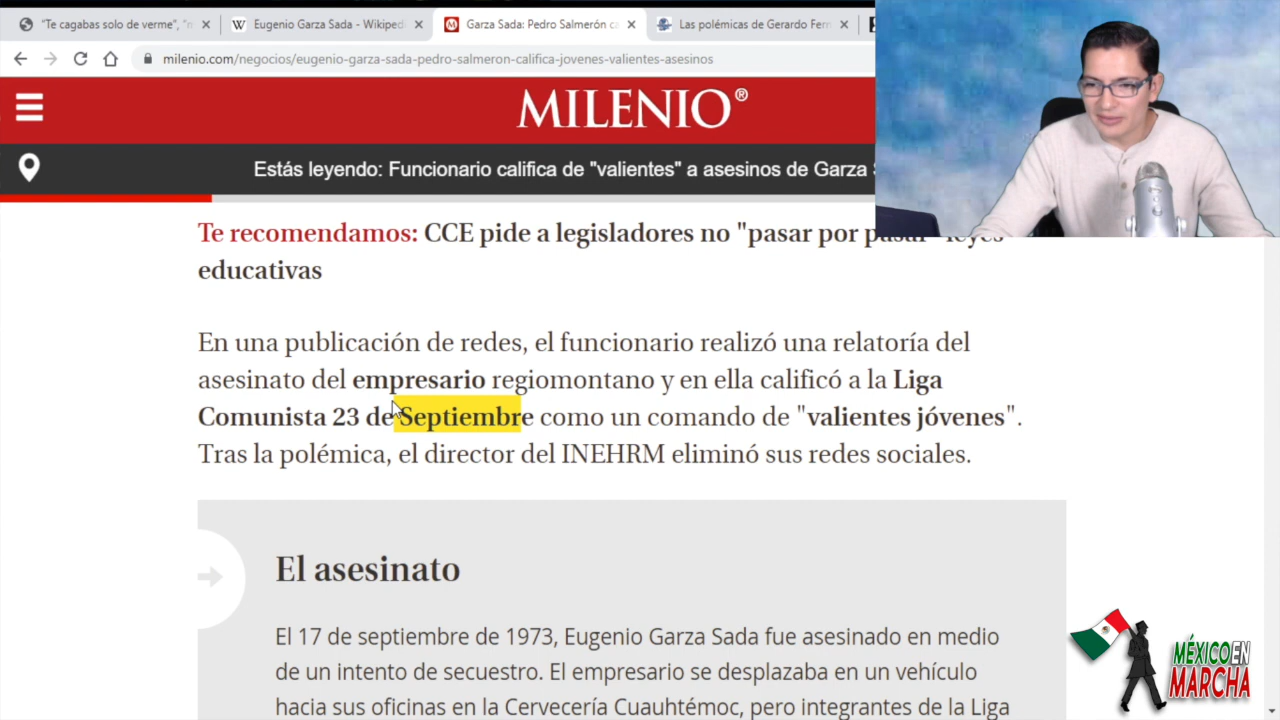 "Te cagabas solo de verme", "n
Eugenio Garza Sada - Wikiped
Garza Sada: Pedro Salmerón ca
Las polémicas de Gerardo Fern
milenio.com/negocios/eugenio-garza-sada-pedro-salmeron-califica-jovenes-valientes-asesinos
MILENIO®
Estás leyendo: Funcionario califica de "valientes" a asesinos de Garza S
Te recomendamos: CCE pide a legisladores no "pasar por pasar" leyes
educativas
En una publicación de redes, el funcionario realizó una relatoría del
asesinato del empresario regiomontano y en ella calificó a la Liga
Comunista 23 de Septiembre como un comando de "valientes jóvenes".
Tras la polémica, el director del INEHRM eliminó sus redes sociales.
El asesinato
El 17 de septiembre de 1973, Eugenio Garza Sada fue asesinado en medio
de un intento de secuestro. El empresario se desplazaba en un vehículo
hacia sus oficinas en la Cervecería Cuauhtémoc, pero integrantes de la Liga
MÉXICO EN
MARCHA